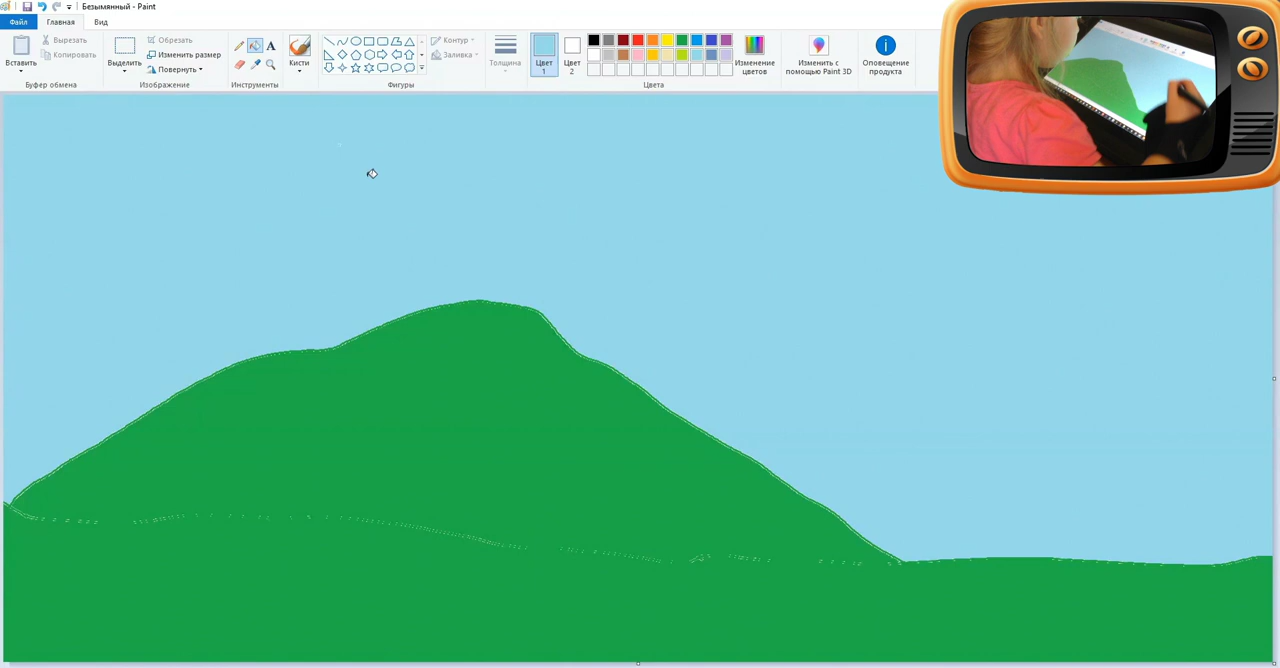 Безымянный - Paint
Файл
Главная
Вид
Вставить
Вырезать
Копировать
Буфер обмена
Выделить
Обрезать
Изменить размер
Повернуть
Изображение
A
Инструменты
Кисти
Контур
Заливка
Фигуры
Толщина
Цвет 1
Цвет 2
Изменение цветов
Цвета
Изменить с помощью Paint 3D
Оповещение продукта